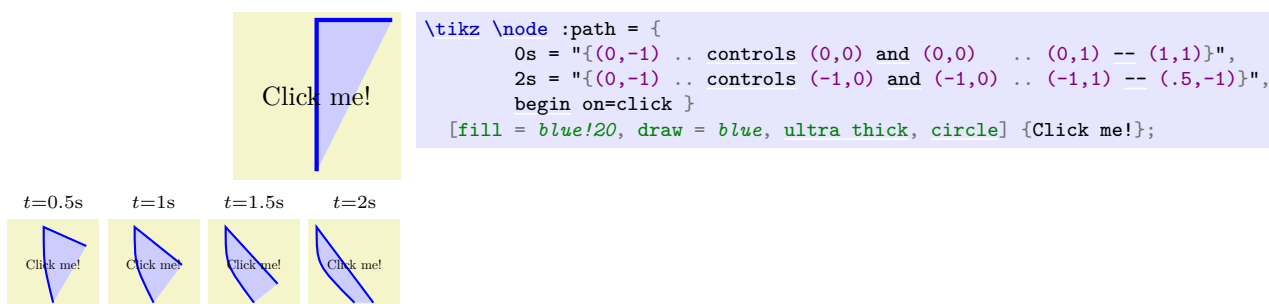 Click me!
\tikz \node :path = {
0s = "{(0,-1) .. controls (0,0) and (0,0) .. (0,1) -- (1,1)}",
2s = "{(0,-1) .. controls (-1,0) and (-1,0) .. (-1,1) -- (.5,-1)}",
begin on=click }
[fill = blue!20, draw = blue, ultra thick, circle] {Click me!};
t=0.5s t=1s t=1.5s t=2s
Click me! Click me! Click me! Click me!